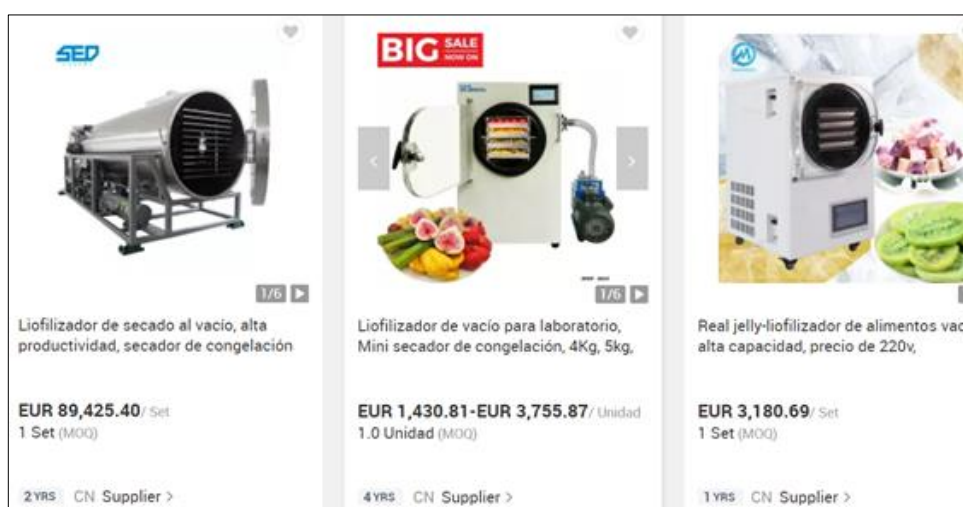 SED
1/6
Liofilizador de secado al vacío, alta
productividad, secador de congelación
EUR 89,425.40/ Set
1 Set (MOQ)
2 YRS CN Supplier >
BIG SALE
NOW ON
1/6
Liofilizador de vacío para laboratorio,
Mini secador de congelación, 4Kg, 5kg,
EUR 1,430.81-EUR 3,755.87/ Unidad
1.0 Unidad (MOQ)
4 YRS CN Supplier >
Real jelly-liofilizador de alimentos vac
alta capacidad, precio de 220v,
EUR 3,180.69/ Set
1 Set (MOQ)
1 YRS CN Supplier >